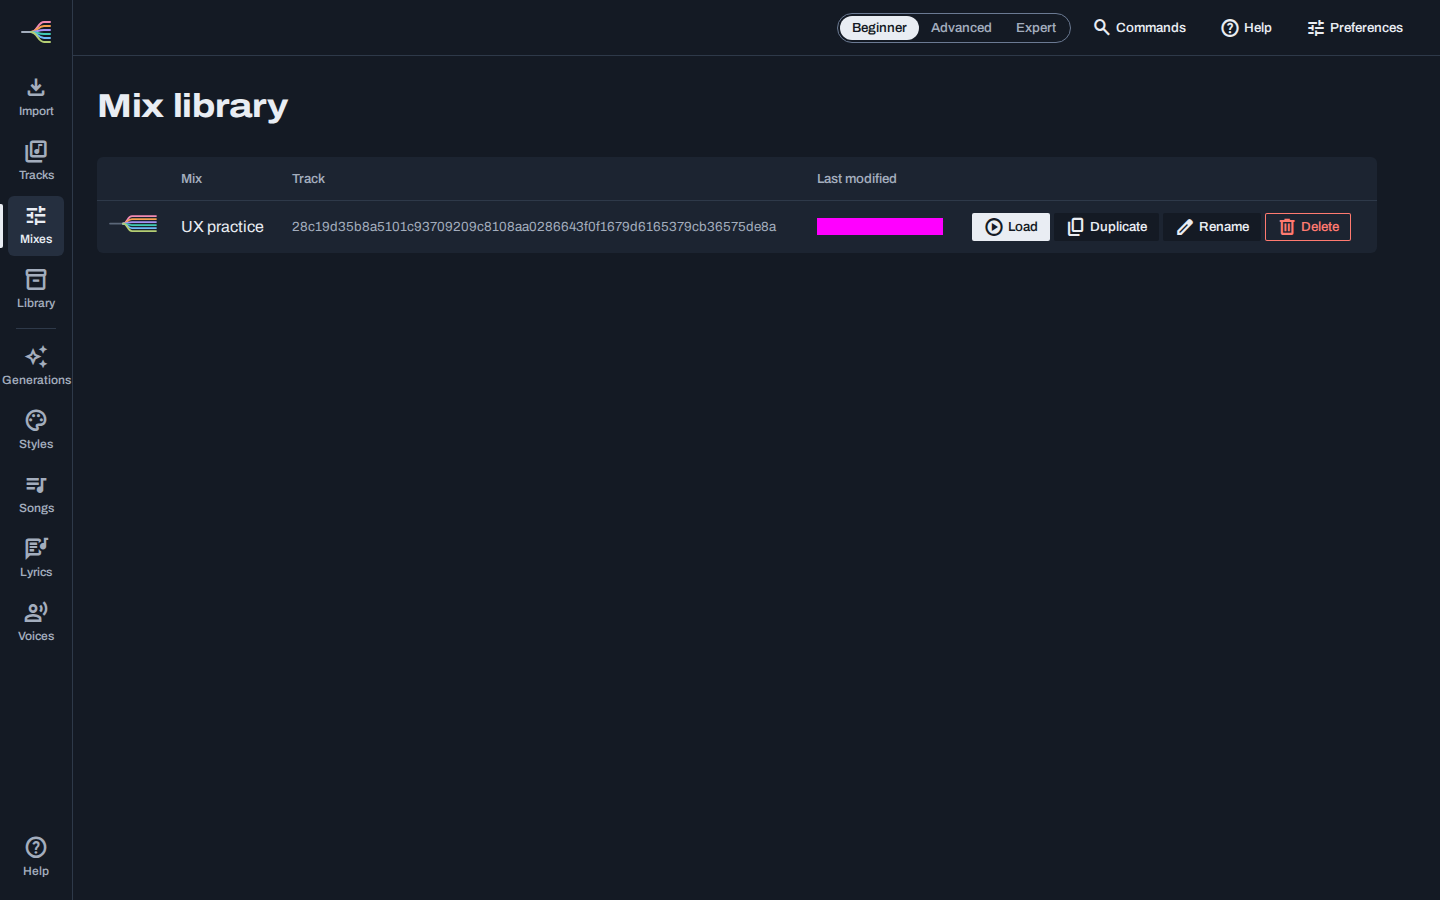 Beginner Advanced Expert Commands Help Preferences
Import
Tracks
Mixes
Library
Generations
Styles
Songs
Lyrics
Voices
Help
Mix library
Mix Track Last modified
UX practice 28c19d35b8a5101c93709209c8108aa0286643f0f1679d6165379cb36575de8a Load Duplicate Rename Delete